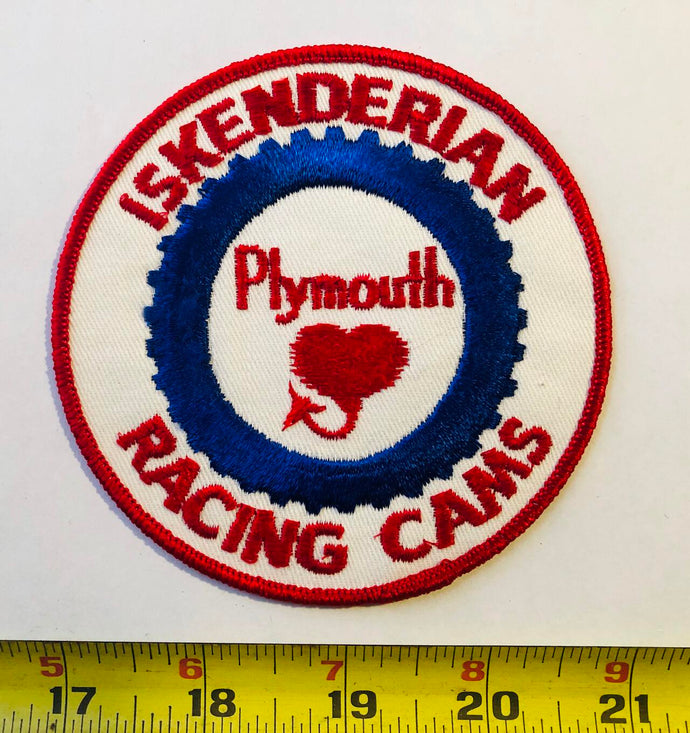 ISKENDERIAN
Plymouth
RACING CAMS
5 6 7 8 9
17 18 19 20 21